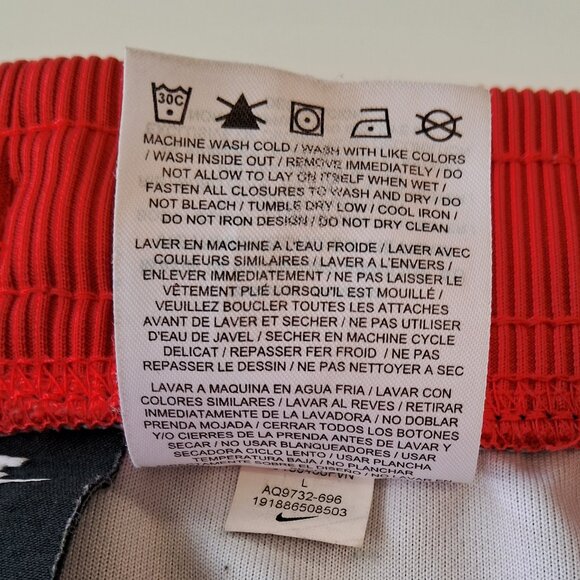 30C
MACHINE WASH COLD / WASH WITH LIKE COLORS
/ WASH INSIDE OUT / REMOVE IMMEDIATELY / DO
NOT ALLOW TO LAY ON ITSELF WHEN WET /
FASTEN ALL CLOSURES TO WASH AND DRY / DO
NOT BLEACH / TUMBLE DRY LOW / COOL IRON /
DO NOT IRON DESIGN / DO NOT DRY CLEAN
LAVER EN MACHINE A L'EAU FROIDE / LAVER AVEC
COULEURS SIMILAIRES / LAVER A L'ENVERS /
ENLEVER IMMEDIATEMENT / NE PAS LAISSER LE
VÊTEMENT PLIÉ LORSQU'IL EST MOUILLÉ /
VEUILLEZ BOUCLER TOUTES LES ATTACHES
AVANT DE LAVER ET SECHER / NE PAS UTILISER
D'EAU DE JAVEL / SECHER EN MACHINE CYCLE
DELICAT / REPASSER FER FROID / NE PAS
REPASSER LE DESSIN / NE PAS NETTOYER A SEC
LAVAR A MAQUINA EN AGUA FRIA / LAVAR CON
COLORES SIMILARES / LAVAR AL REVES / RETIRAR
INMEDIATAMENTE DE LA LAVADORA / NO DOBLAR
PRENDA MOJADA / CERRAR TODOS LOS BOTONES
Y/O CIERRES DE LA PRENDA ANTES DE LAVAR Y
SECAR / NO USAR BLANQUEADORES / USAR
SECADORA CICLO LENTO / USAR PLANCHA
TEMPERATURA BAJA / NO PLANCHAR
L
AQ9732-696
191886508503